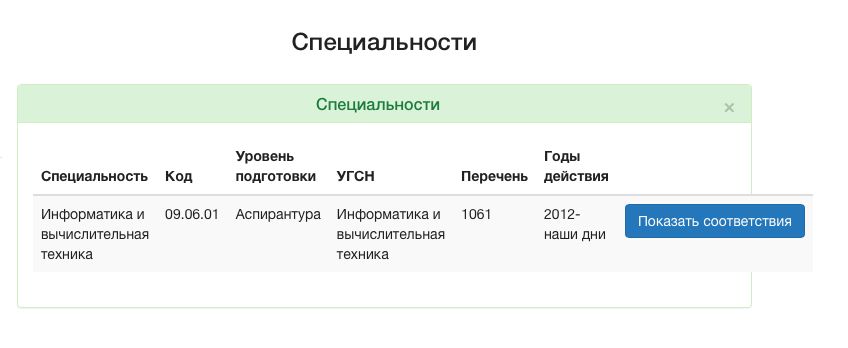 Специальности
Специальности ×
Уровень Годы
Специальность Код подготовки УГСН Перечень действия
Информатика и 09.06.01 Аспирантура Информатика и 1061 2012- Показать соответствия
вычислительная вычислительная наши дни
техника техника